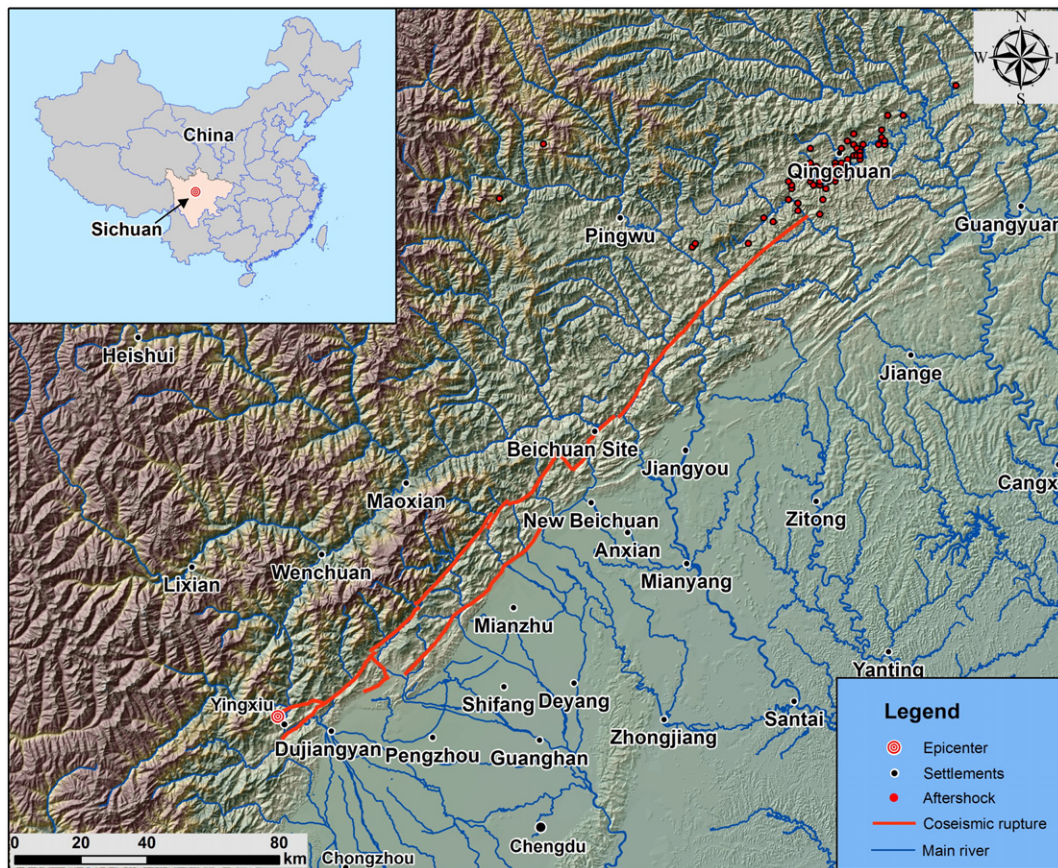 China
Sichuan
N
W
E
S
Qingchuan
Guangyuan
Pingwu
Heishui
Jiange
Beichuan Site
Jiangyou
Cangx
Maoxian
New Beichuan
Zitong
Anxian
Wenchuan
Lixian
Mianyang
Mianzhu
Yanting
Yingxiu
Shifang
Deyang
Santai
Dujiangyan
Pengzhou
Guanghan
Zhongjiang
Chengdu
Chongzhou
0 20 40 80
km
Legend
Epicenter
Settlements
Aftershock
Coseismic rupture
Main river